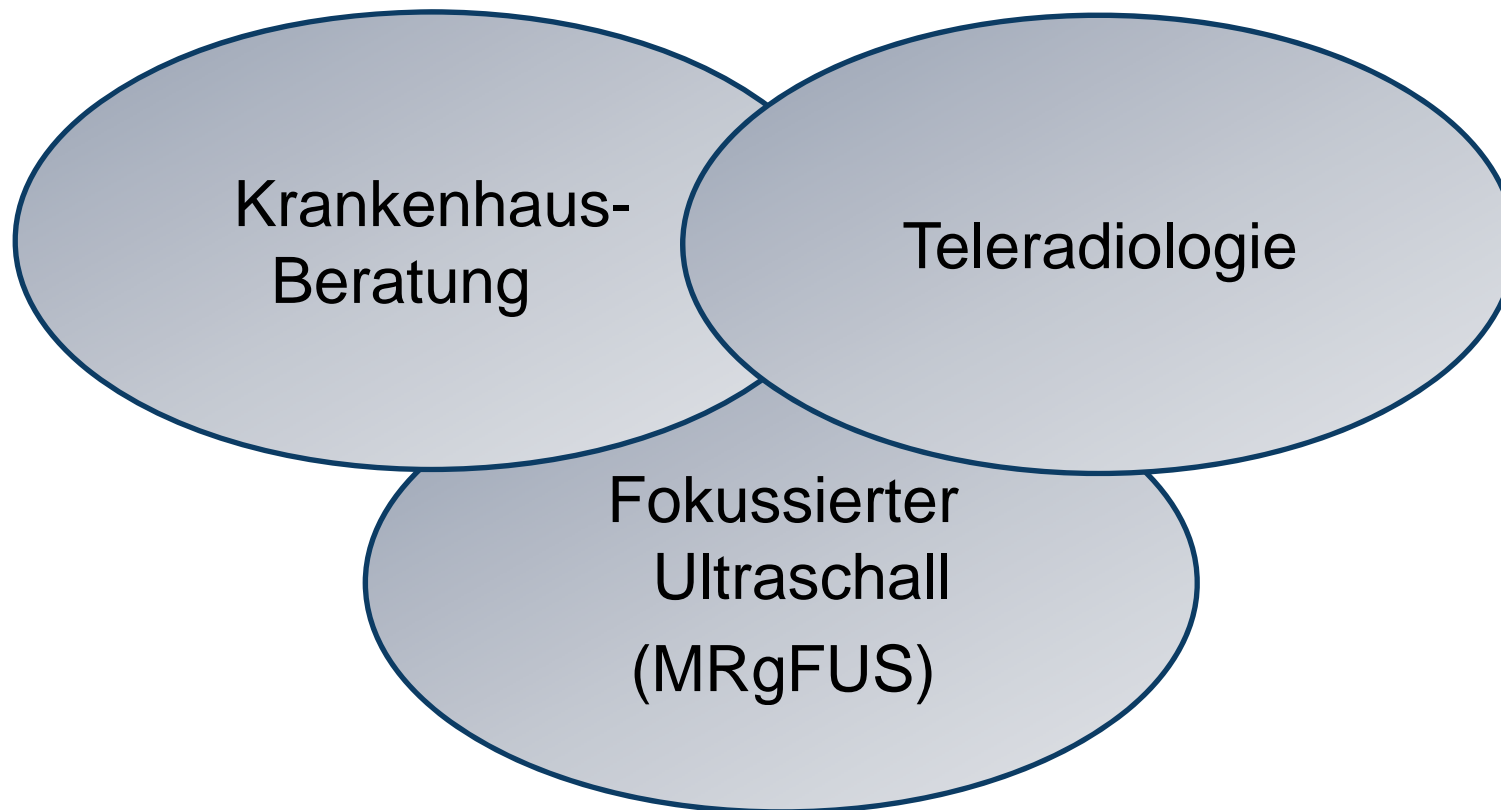 Krankenhaus-
Beratung
Teleradiologie
Fokussierter
Ultraschall
(MRgFUS)